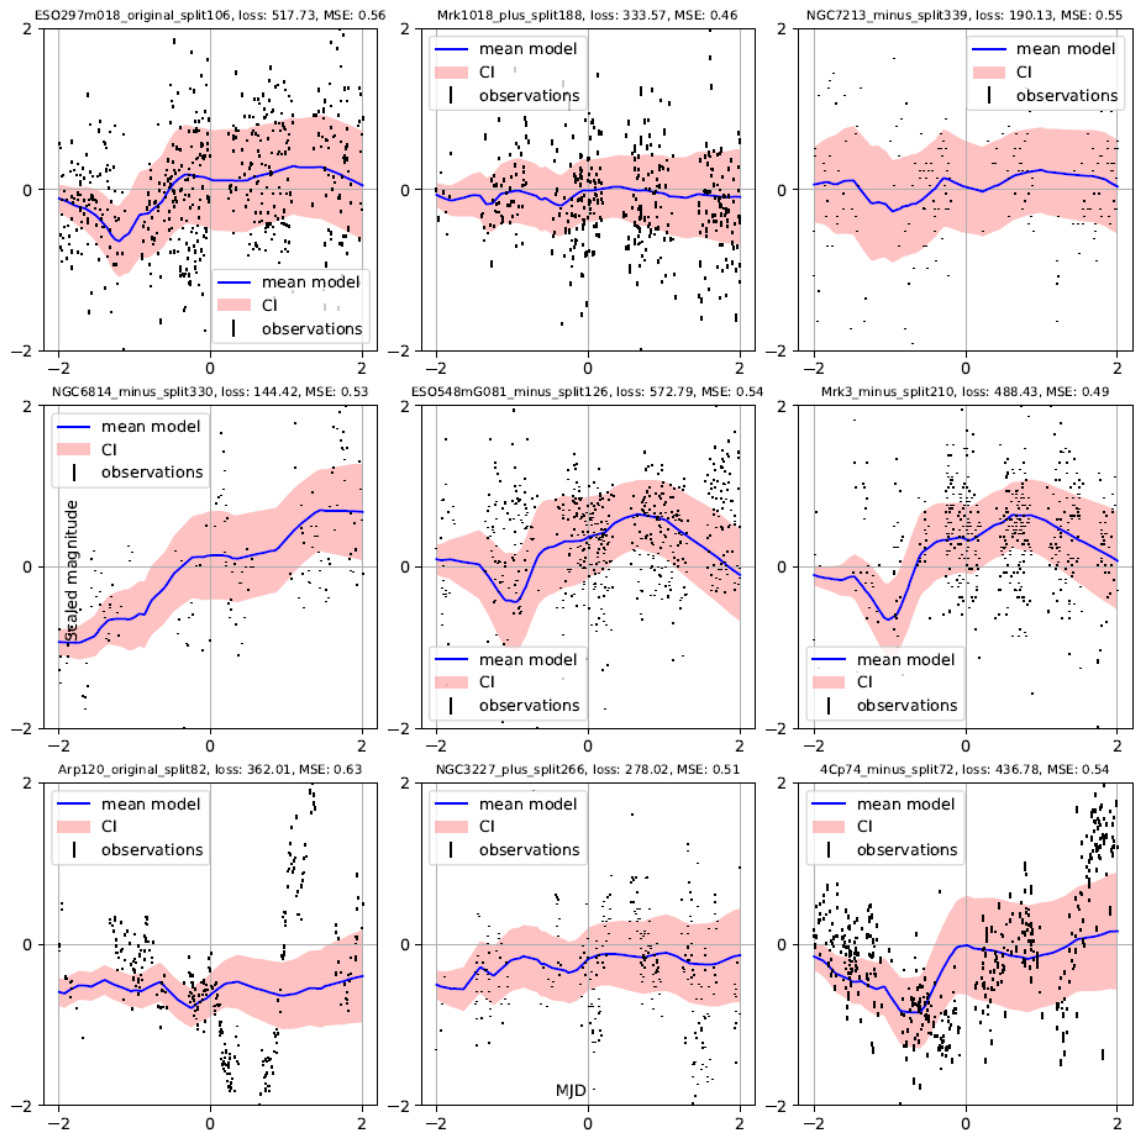 ESO297m018_original_split106, loss: 517.73, MSE: 0.56
2
0
−2
−2 0 2
mean model
CI
observations
Mrk1018_plus_split188, loss: 333.57, MSE: 0.46
2
0
−2
−2 0 2
mean model
CI
observations
NGC7213_minus_split339, loss: 190.13, MSE: 0.55
2
0
−2
−2 0 2
mean model
CI
observations
NGC6814_minus_split330, loss: 144.42, MSE: 0.53
2
0
−2
−2 0 2
mean model
CI
observations
Scaled magnitude
ESO548mG081_minus_split126, loss: 572.79, MSE: 0.54
2
0
−2
−2 0 2
mean model
CI
observations
Mrk3_minus_split210, loss: 488.43, MSE: 0.49
2
0
−2
−2 0 2
mean model
CI
observations
Arp120_original_split82, loss: 362.01, MSE: 0.63
2
0
−2
−2 0 2
mean model
CI
observations
NGC3227_plus_split266, loss: 278.02, MSE: 0.51
2
0
−2
−2 0 2
mean model
CI
observations
MJD
4Cp74_minus_split72, loss: 436.78, MSE: 0.54
2
0
−2
−2 0 2
mean model
CI
observations